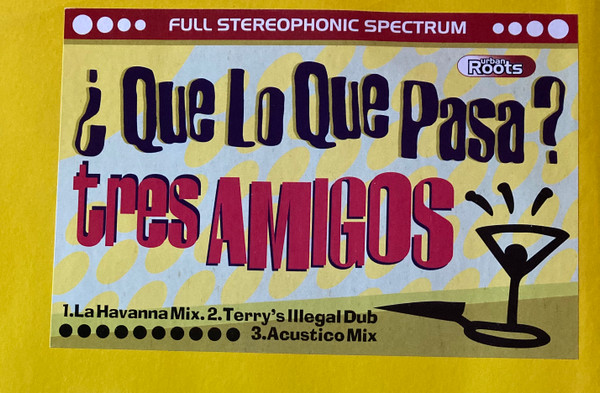 FULL STEREOPHONIC SPECTRUM
urban
Roots
¿Que Lo Que Pasa?
tres AMIGOS
1.La Havanna Mix. 2.Terry's Illegal Dub
3.Acustico Mix